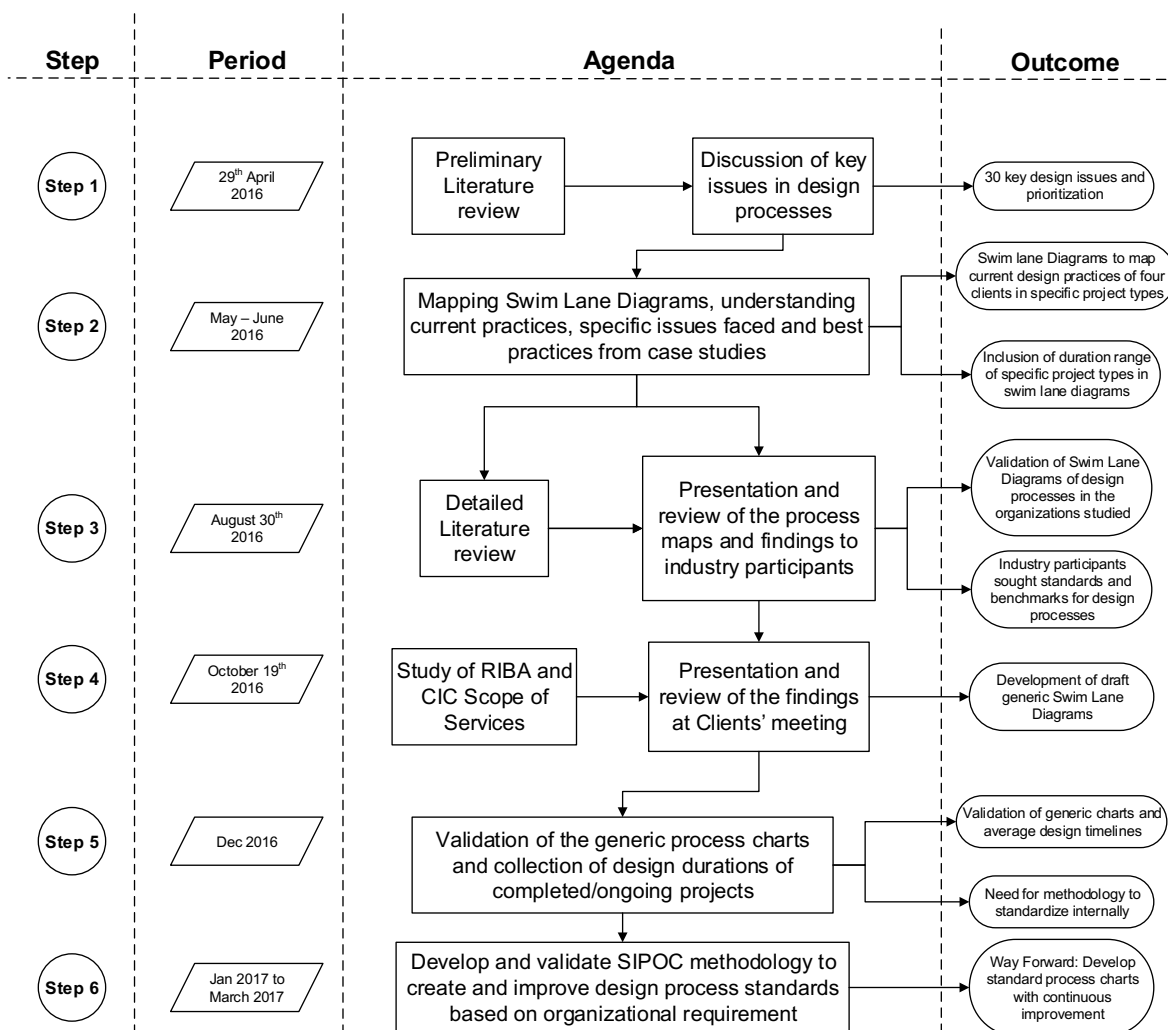 Step
Period
Agenda
Outcome
Step 1
29th April
2016
Preliminary
Literature
review
Discussion of key
issues in design
processes
30 key design issues and
prioritization
Step 2
May – June
2016
Mapping Swim Lane Diagrams, understanding
current practices, specific issues faced and best
practices from case studies
Swim lane Diagrams to map
current design practices of four
clients in specific project types
Inclusion of duration range
of specific project types in
swim lane diagrams
Step 3
August 30th
2016
Detailed
Literature
review
Presentation and
review of the process
maps and findings to
industry participants
Validation of Swim Lane
Diagrams of design
processes in the
organizations studied
Industry participants
sought standards and
benchmarks for design
processes
Step 4
October 19th
2016
Study of RIBA and
CIC Scope of
Services
Presentation and
review of the findings
at Clients’ meeting
Development of draft
generic Swim Lane
Diagrams
Step 5
Dec 2016
Validation of the generic process charts
and collection of design durations of
completed/ongoing projects
Validation of generic charts and
average design timelines
Need for methodology to
standardize internally
Step 6
Jan 2017 to
March 2017
Develop and validate SIPOC methodology to
create and improve design process standards
based on organizational requirement
Way Forward: Develop
standard process charts
with continuous
improvement